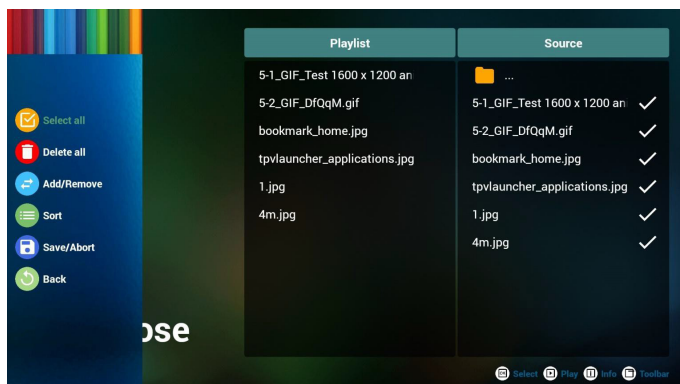 Select all
Delete all
Add/Remove
Sort
Save/Abort
Back
ose
Playlist
5-1_GIF_Test 1600 x 1200 an
5-2_GIF_DfQqM.gif
bookmark_home.jpg
tpvlauncher_applications.jpg
1.jpg
4m.jpg
Source
...
5-1_GIF_Test 1600 x 1200 an
5-2_GIF_DfQqM.gif
bookmark_home.jpg
tpvlauncher_applications.jpg
1.jpg
4m.jpg
Select Play Info Toolbar